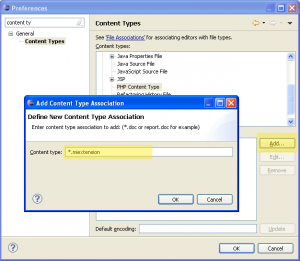 Preferences
content ty
Content Types
General
Content Types
See 'File Associations' for associating editors with file types.
Content types:
Java Properties File
Java Source File
JavaScript Source File
JSP
PHP Content Type
Refactoring History File
Add Content Type Association
Define New Content Type Association
Enter content type association to add: (*.doc or report.doc for example)
Content type:
OK
Cancel
Add...
Edit...
Remove
Default encoding:
Update
OK
Cancel